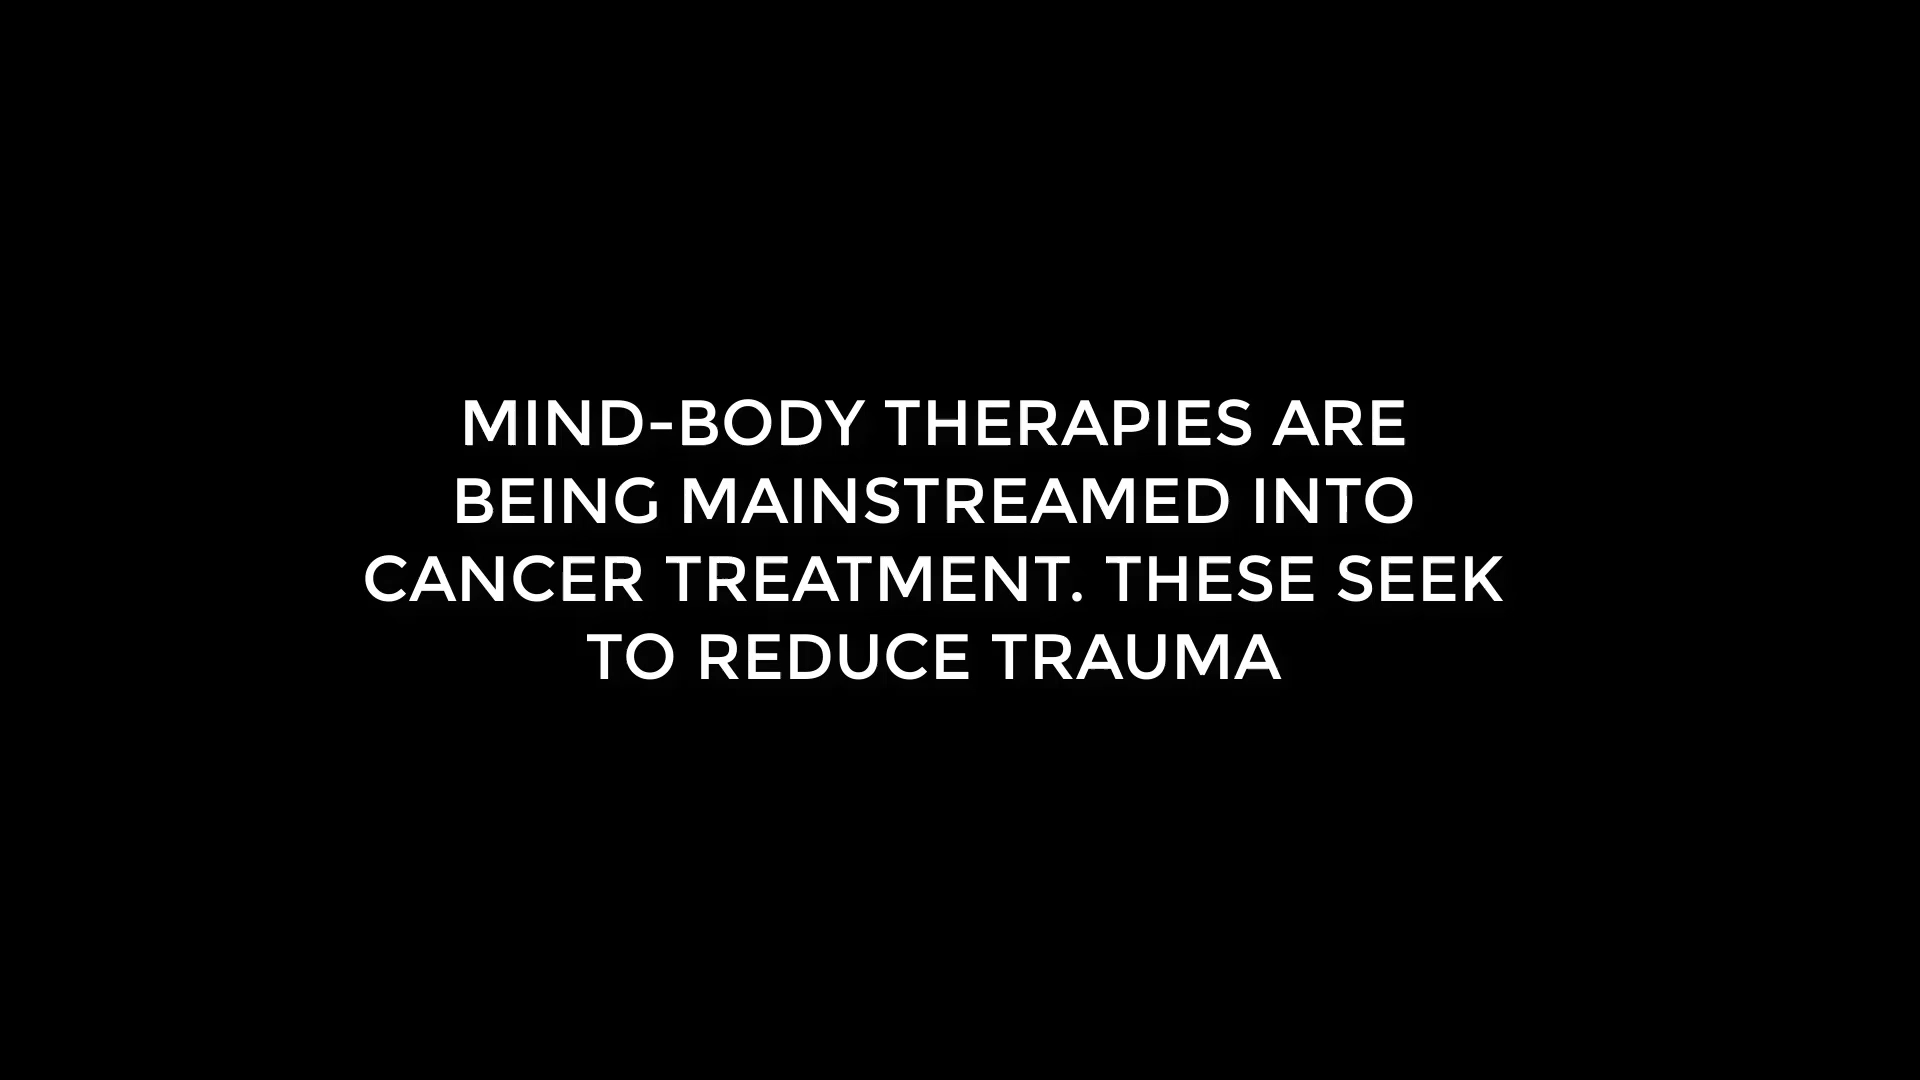 MIND-BODY THERAPIES ARE
BEING MAINSTREAMED INTO
CANCER TREATMENT. THESE SEEK
TO REDUCE TRAUMA